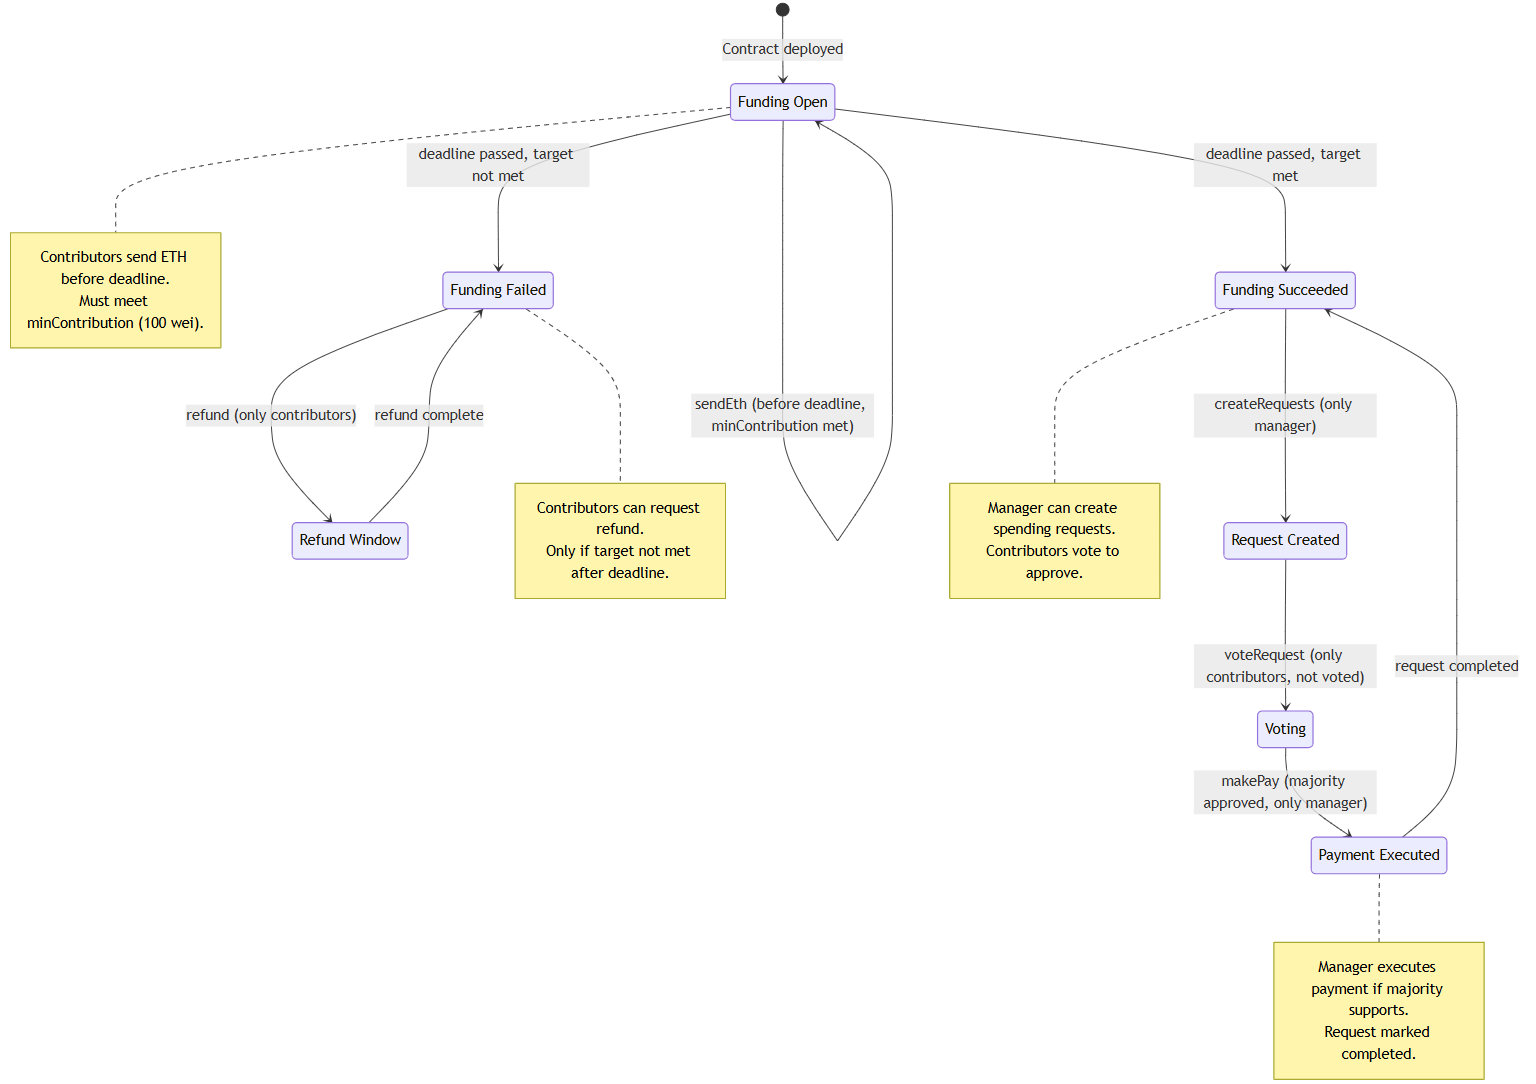 Contract deployed
Funding Open
deadline passed, target
not met
deadline passed, target
met
Contributors send ETH
before deadline.
Must meet
minContribution (100 wei).
Funding Failed
Funding Succeeded
refund (only contributors)
refund complete
sendEth (before deadline,
minContribution met)
createRequests (only
manager)
Refund Window
Contributors can request
refund.
Only if target not met
after deadline.
Manager can create
spending requests.
Contributors vote to
approve.
Request Created
voteRequest (only
contributors, not voted)
request completed
Voting
makePay (majority
approved, only manager)
Payment Executed
Manager executes
payment if majority
supports.
Request marked
completed.